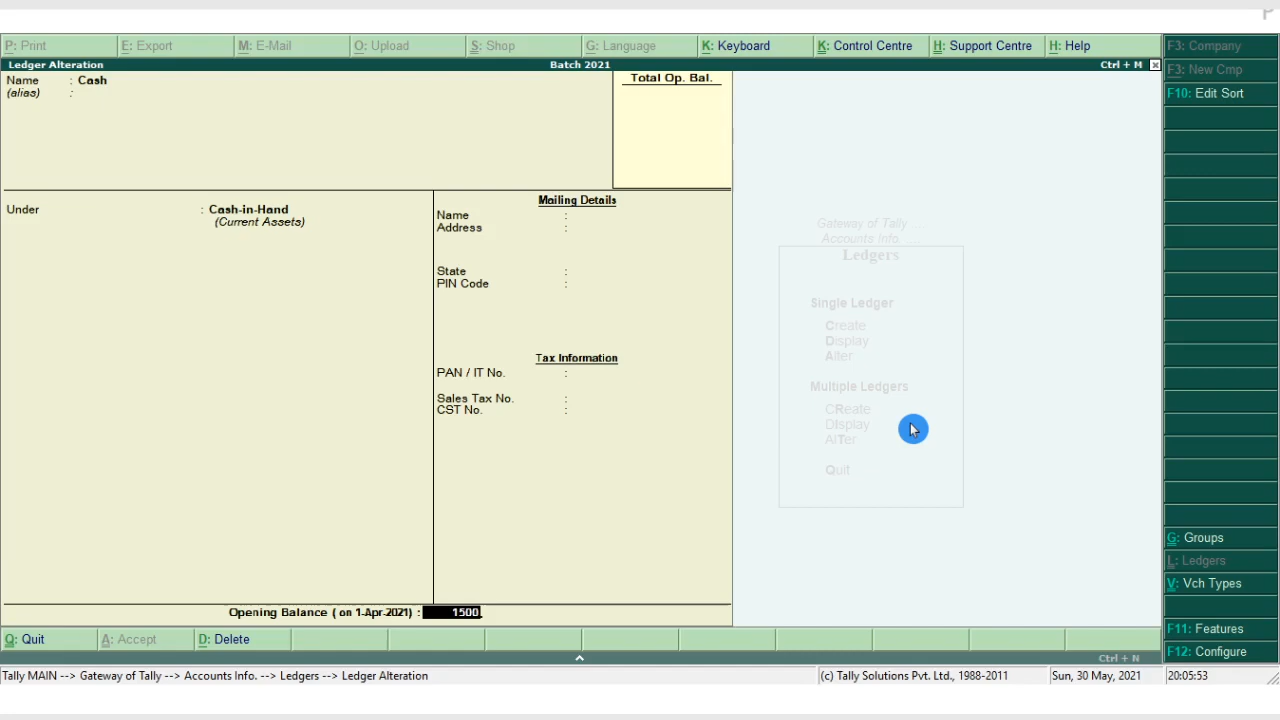 P
P: Print E: Export M: E-Mail O: Upload S: Shop G: Language K: Keyboard K: Control Centre H: Support Centre H: Help
Ledger Alteration Batch 2021 Ctrl + M
Name : Cash
(alias) :
Total Op. Bal.
Under : Cash-in-Hand
(Current Assets)
Mailing Details
Name :
Address :
State :
PIN Code :
Tax Information
PAN / IT No. :
Sales Tax No. :
CST No. :
Opening Balance ( on 1-Apr-2021) : 1500
Gateway of Tally ...
Accounts Info. ...
Ledgers
Single Ledger
Create
Display
Alter
Multiple Ledgers
CReate
DIsplay
AlTer
Quit
F3: Company
F3: New Cmp
F10: Edit Sort
G: Groups
L: Ledgers
V: Vch Types
F11: Features
F12: Configure
Q: Quit A: Accept D: Delete
Ctrl + N
Tally MAIN --> Gateway of Tally --> Accounts Info. --> Ledgers --> Ledger Alteration (c) Tally Solutions Pvt. Ltd., 1988-2011 Sun, 30 May, 2021 20:05:53